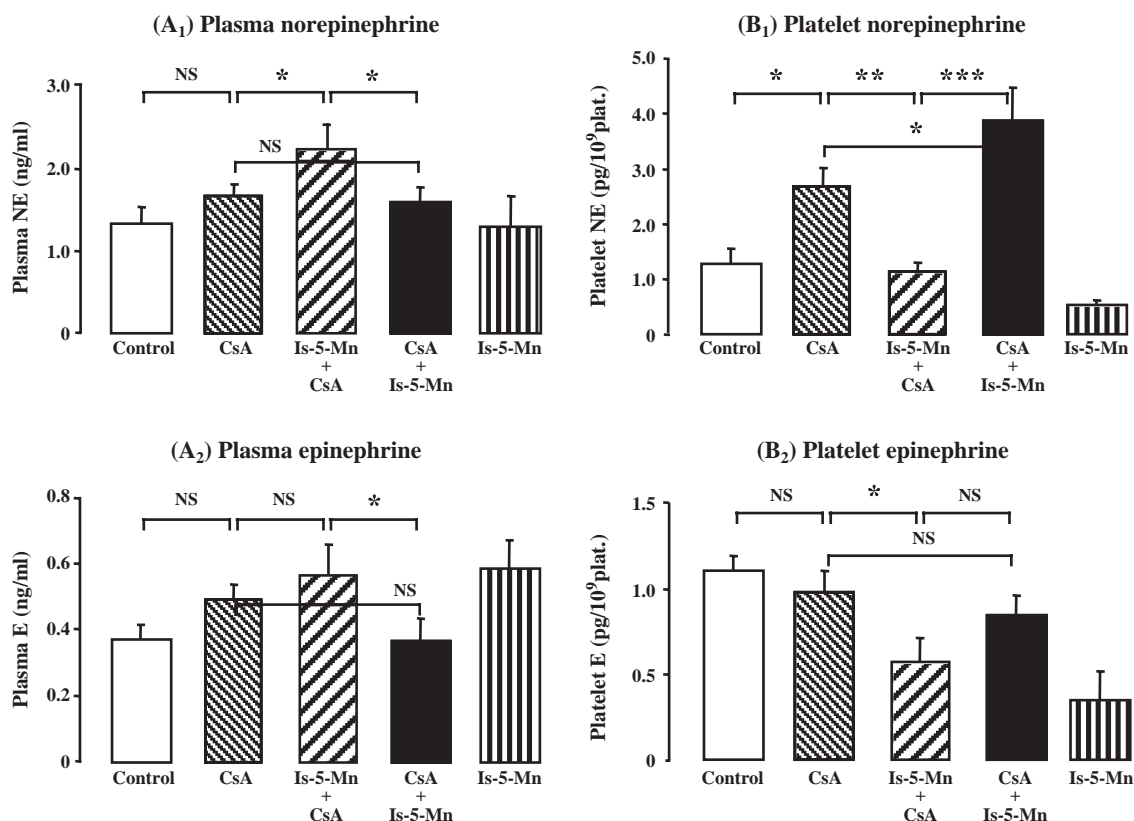 (A₁) Plasma norepinephrine
NS * *
NS
3.0
2.0
1.0
0
Plasma NE (ng/ml)
Control CsA Is-5-Mn + CsA CsA + Is-5-Mn Is-5-Mn
(B₁) Platelet norepinephrine
* ** ***
*
5.0
4.0
3.0
2.0
1.0
0
Platelet NE (pg/10⁹plat.)
Control CsA Is-5-Mn + CsA CsA + Is-5-Mn Is-5-Mn
(A₂) Plasma epinephrine
NS NS *
NS
0.8
0.6
0.4
0.2
0
Plasma E (ng/ml)
Control CsA Is-5-Mn + CsA CsA + Is-5-Mn Is-5-Mn
(B₂) Platelet epinephrine
NS * NS
NS
1.5
1.0
0.5
0
Platelet E (pg/10⁹plat.)
Control CsA Is-5-Mn + CsA CsA + Is-5-Mn Is-5-Mn